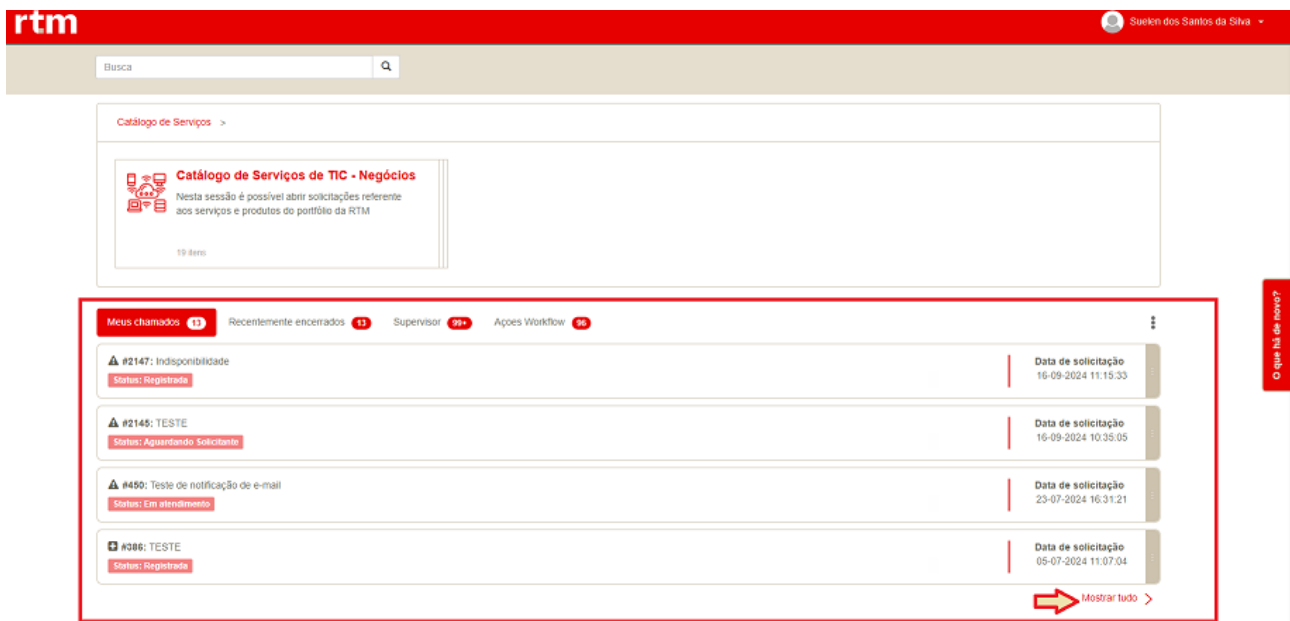 rtm
Suelen dos Santos da Silva
Busca
Catálogo de Serviços >
Catálogo de Serviços de TIC - Negócios
Nesta sessão é possível abrir solicitações referente
aos serviços e produtos do portfólio da RTM
19 itens
O que há de novo?
Meus chamados 13 Recentemente encerrados 13 Supervisor 99+ Açoes Workflow 96
#2147: Indisponibilidade
Status: Registrada
Data de solicitação
16-09-2024 11:15:33
#2145: TESTE
Status: Aguardando Solicitante
Data de solicitação
16-09-2024 10:35:05
#450: Teste de notificação de e-mail
Status: Em atendimento
Data de solicitação
23-07-2024 16:31:21
#386: TESTE
Status: Registrada
Data de solicitação
05-07-2024 11:07:04
Mostrar tudo